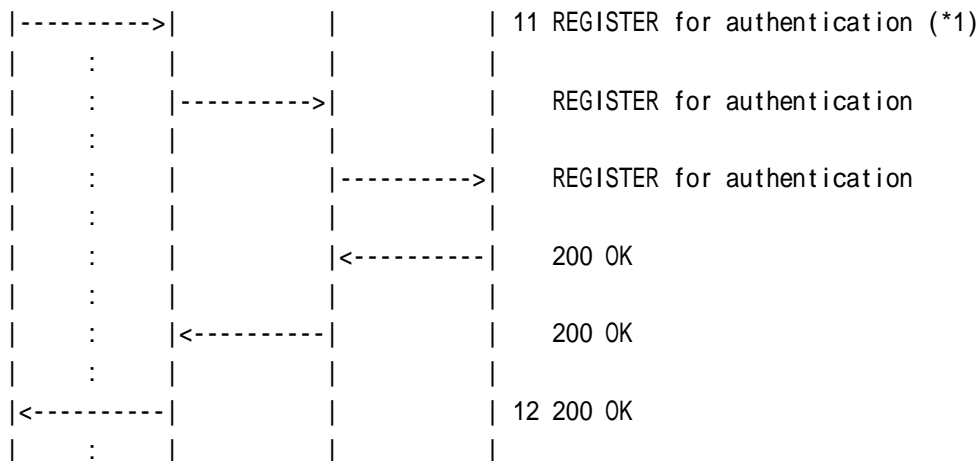 |---------->|          |          | 11 REGISTER for authentication (*1)
|     :     |          |          |
|     :     |---------->|          |    REGISTER for authentication
|     :     |          |          |
|     :     |          |---------->|    REGISTER for authentication
|     :     |          |          |
|     :     |          |<----------|    200 OK
|     :     |          |          |
|     :     |<----------|          |    200 OK
|     :     |          |          |
|<----------|          |          | 12 200 OK
|     :     |          |          |